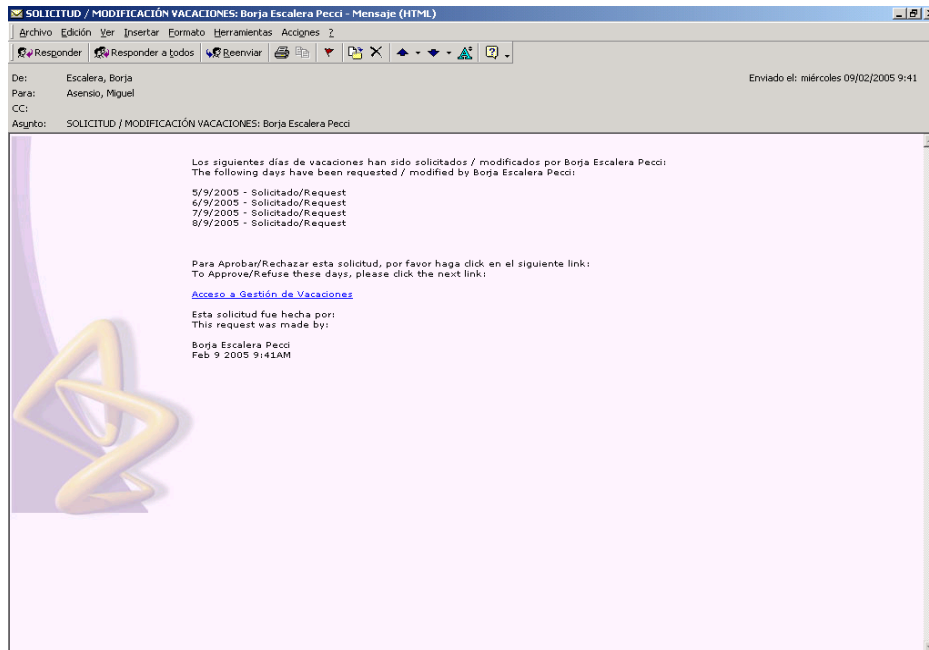 SOLICITUD / MODIFICACIÓN VACACIONES: Borja Escalera Pecci - Mensaje (HTML)
Archivo Edición Ver Insertar Formato Herramientas Acciones ?
Responder Responder a todos Reenviar
De: Escalera, Borja Enviado el: miércoles 09/02/2005 9:41
Para: Asensio, Miguel
CC:
Asunto: SOLICITUD / MODIFICACIÓN VACACIONES: Borja Escalera Pecci
Los siguientes días de vacaciones han sido solicitados / modificados por Borja Escalera Pecci:
The following days have been requested / modified by Borja Escalera Pecci:
5/9/2005 - Solicitado/Request
6/9/2005 - Solicitado/Request
7/9/2005 - Solicitado/Request
8/9/2005 - Solicitado/Request
Para Aprobar/Rechazar esta solicitud, por favor haga click en el siguiente link:
To Approve/Refuse these days, please click the next link:
Acceso a Gestión de Vacaciones
Esta solicitud fue hecha por:
This request was made by:
Borja Escalera Pecci
Feb 9 2005 9:41AM